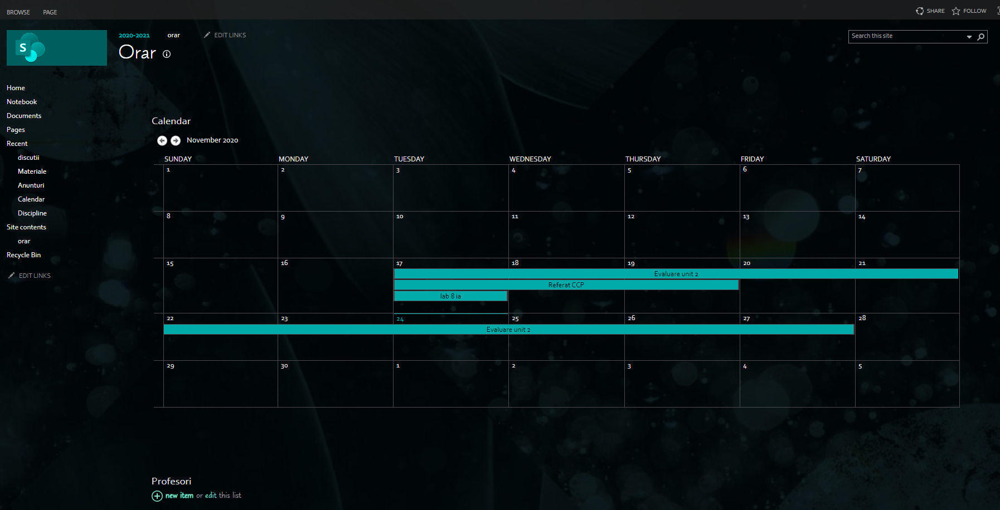 BROWSE PAGE SHARE FOLLOW
S
2020-2021 orar EDIT LINKS
Search this site
Orar
Home
Notebook
Documents
Pages
Recent
discutii
Materiale
Anunturi
Calendar
Discipline
Site contents
orar
Recycle Bin
EDIT LINKS
Calendar
November 2020
SUNDAY MONDAY TUESDAY WEDNESDAY THURSDAY FRIDAY SATURDAY
1 2 3 4 5 6 7
8 9 10 11 12 13 14
15 16 17 18 19 20 21
Evaluare unit 2
Referat CCP
lab 8 ia
22 23 24 25 26 27 28
Evaluare unit 2
29 30 1 2 3 4 5
Profesori
new item or edit this list